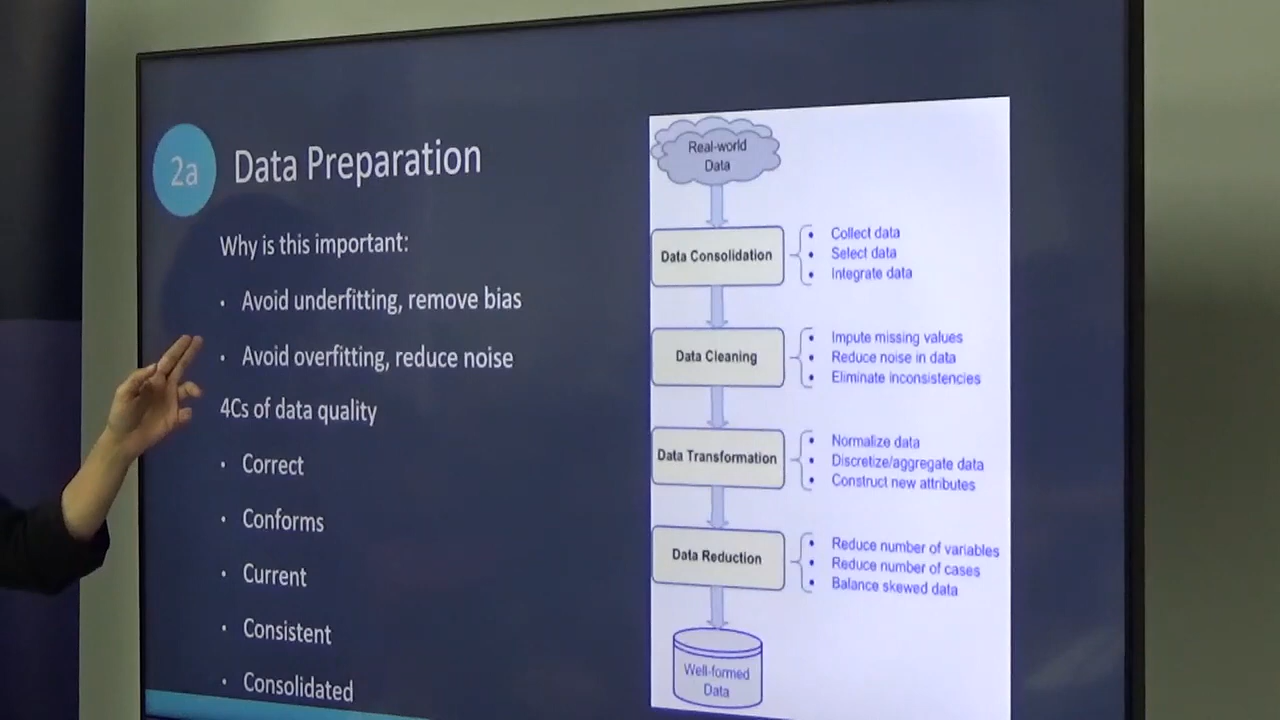 2a
Data Preparation
Why is this important:
• Avoid underfitting, remove bias
• Avoid overfitting, reduce noise
4Cs of data quality
• Correct
• Conforms
• Current
• Consistent
• Consolidated
Real-world
Data
Data Consolidation
• Collect data
• Select data
• Integrate data
Data Cleaning
• Impute missing values
• Reduce noise in data
• Eliminate inconsistencies
Data Transformation
• Normalize data
• Discretize/aggregate data
• Construct new attributes
Data Reduction
• Reduce number of variables
• Reduce number of cases
• Balance skewed data
Well-formed
Data